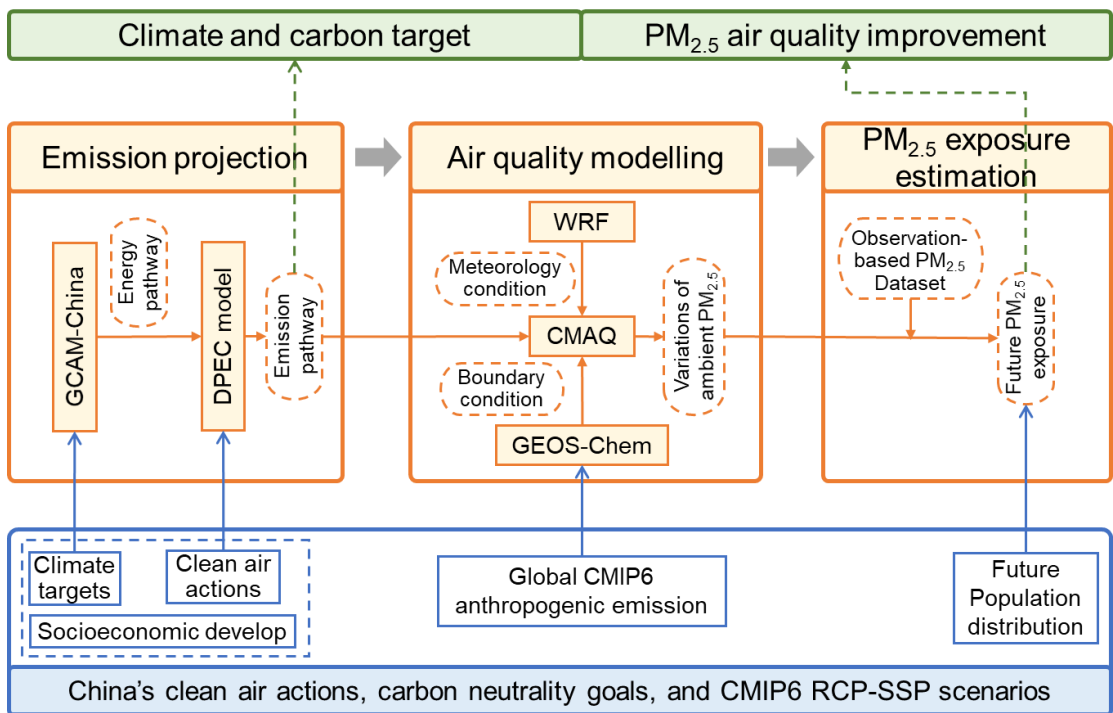 Climate and carbon target
PM2.5 air quality improvement
Emission projection
Air quality modelling
PM2.5 exposure
estimation
GCAM-China
Energy
pathway
DPEC model
Emission
pathway
WRF
Meteorology
condition
CMAQ
Boundary
condition
GEOS-Chem
Variations of
ambient PM2.5
Observation-
based PM2.5
Dataset
Future PM2.5
exposure
Climate
targets
Clean air
actions
Socioeconomic develop
Global CMIP6
anthropogenic emission
Future
Population
distribution
China's clean air actions, carbon neutrality goals, and CMIP6 RCP-SSP scenarios